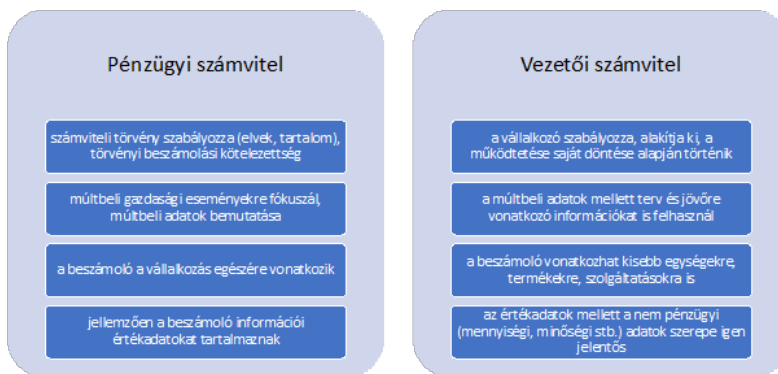 Pénzügyi számvitel
számviteli törvény szabályozza (elvek, tartalom),
törvényi beszámolási kötelezettség
múltbeli gazdasági eseményekre fókuszál,
múltbeli adatok bemutatása
a beszámoló a vállalkozás egészére vonatkozik
jellemzően a beszámoló információi
értékadatokat tartalmaznak
Vezetői számvitel
a vállalkozó szabályozza, alakítja ki, a
működtetése saját döntése alapján történik
a múltbeli adatok mellett terv és jövőre
vonatkozó információkat is felhasznál
a beszámoló vonatkozhat kisebb egységekre,
termékekre, szolgáltatásokra is
az értékadatok mellett a nem pénzügyi
(mennyiségi, minőségi stb.) adatok szerepe igen
jelentős